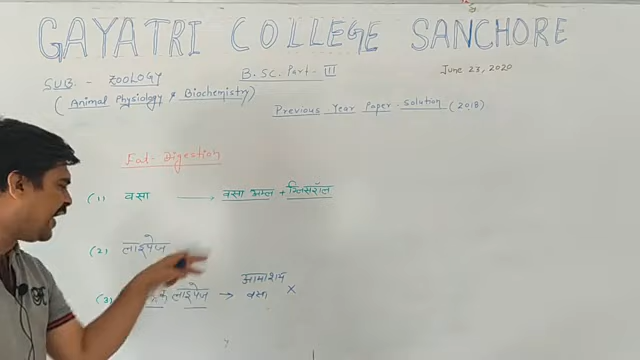 GAYATRI COLLEGE SANCHORE
SUB. - ZOOLOGY B.SC. Part - III June 23, 2020
(Animal Physiology & Biochemistry)
Previous Year Paper solution (2018)
Fat-Digestion
(1) वसा → वसा अम्ल + ग्लिसरॉल
(2) लाइपेज
(3) लाइपेज → आमाशय
वसा ×